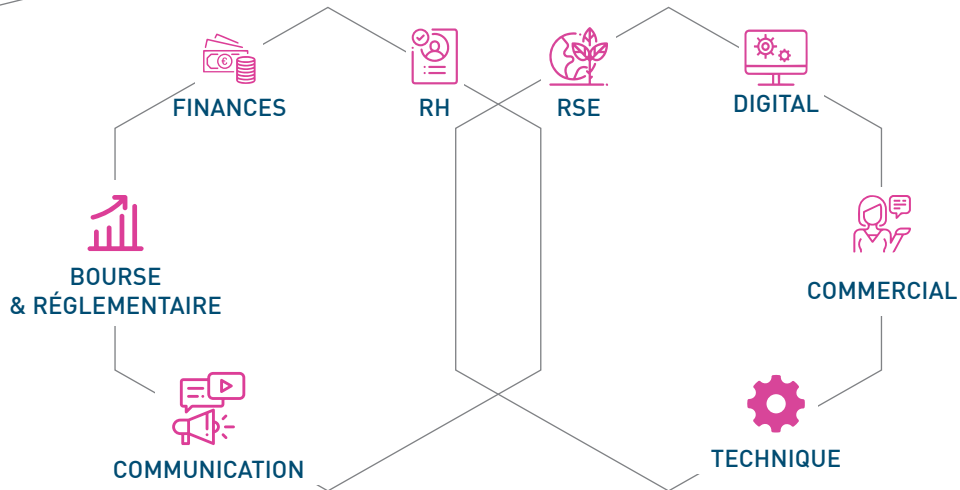 FINANCES
RH
RSE
DIGITAL
BOURSE
& RÉGLEMENTAIRE
COMMERCIAL
COMMUNICATION
TECHNIQUE